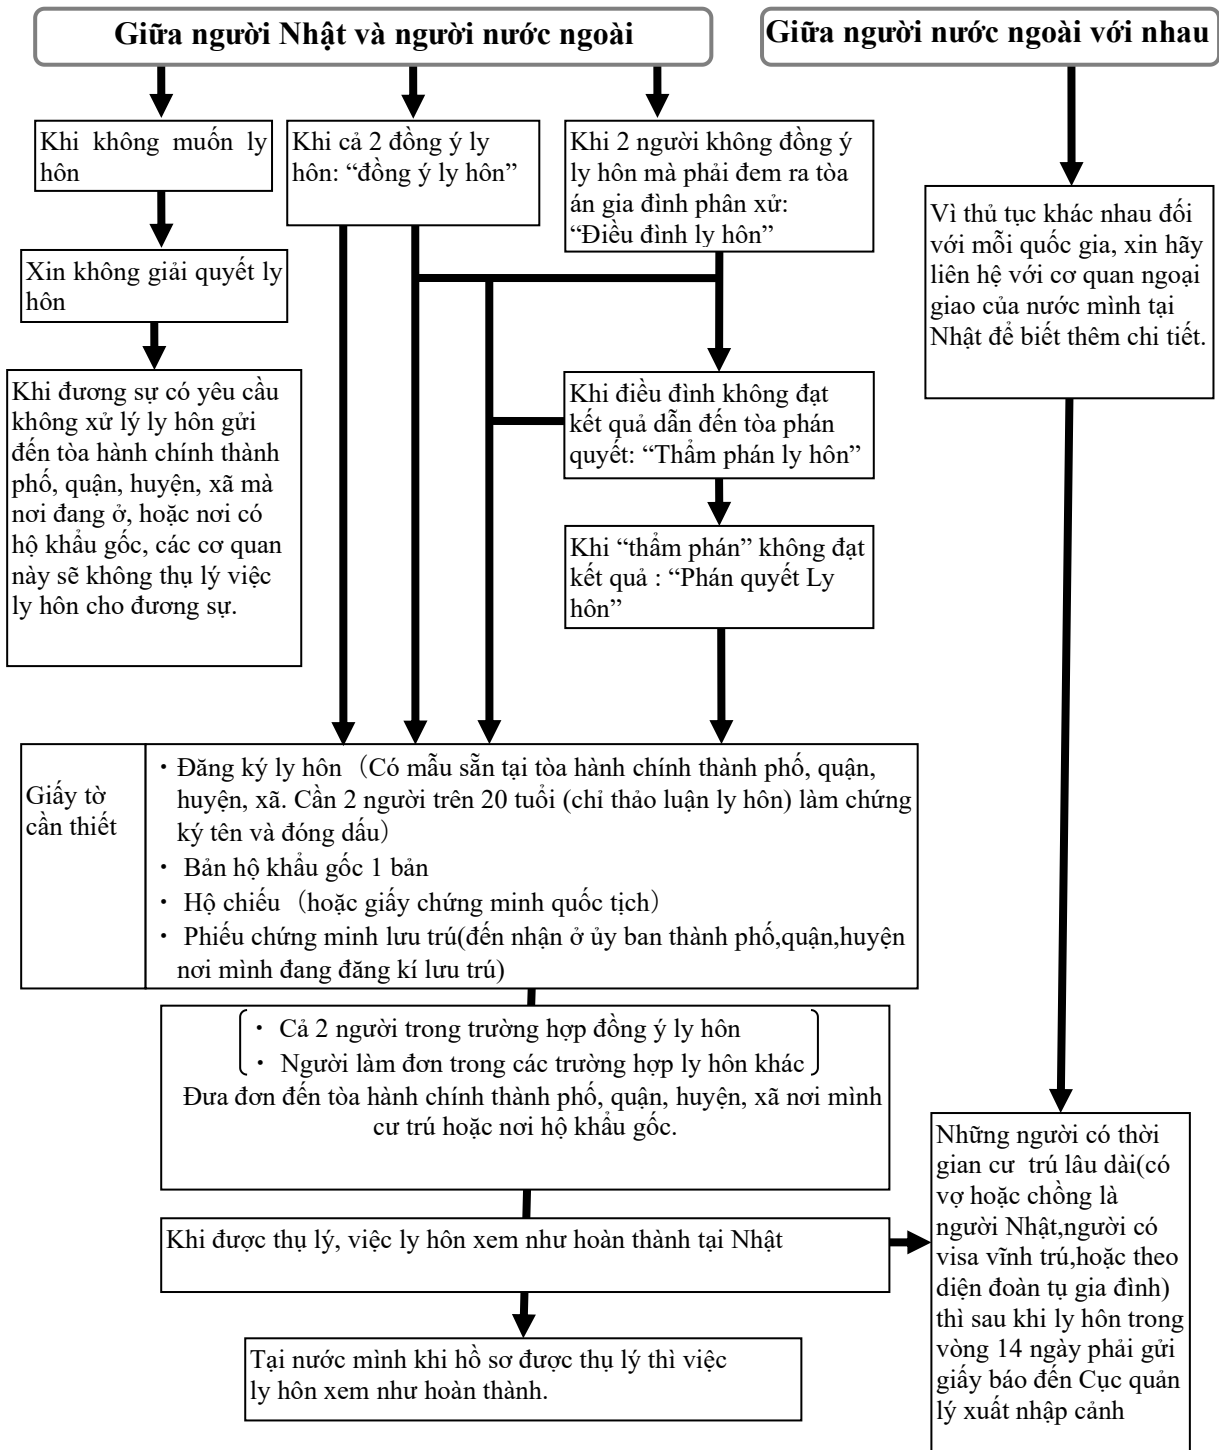 Giữa người Nhật và người nước ngoài
Giữa người nước ngoài với nhau
Khi không muốn ly
hôn
Khi cả 2 đồng ý ly
hôn: “đồng ý ly hôn”
Khi 2 người không đồng ý
ly hôn mà phải đem ra tòa
án gia đình phân xử:
“Điều đình ly hôn”
Vì thủ tục khác nhau đối
với mỗi quốc gia, xin hãy
liên hệ với cơ quan ngoại
giao của nước mình tại
Nhật để biết thêm chi tiết.
Xin không giải quyết ly
hôn
Khi đương sự có yêu cầu
không xử lý ly hôn gửi
đến tòa hành chính thành
phố, quận, huyện, xã mà
nơi đang ở, hoặc nơi có
hộ khẩu gốc, các cơ quan
này sẽ không thụ lý việc
ly hôn cho đương sự.
Khi điều đình không đạt
kết quả dẫn đến tòa phán
quyết: “Thẩm phán ly hôn”
Khi “thẩm phán” không đạt
kết quả : “Phán quyết Ly
hôn”
Giấy tờ
cần thiết
・Đăng ký ly hôn（Có mẫu sẵn tại tòa hành chính thành phố, quận,
huyện, xã. Cần 2 người trên 20 tuổi (chỉ thảo luận ly hôn) làm chứng
ký tên và đóng dấu）
・ Bản hộ khẩu gốc 1 bản
・ Hộ chiếu（hoặc giấy chứng minh quốc tịch）
・ Phiếu chứng minh lưu trú(đến nhận ở ủy ban thành phố,quận,huyện
nơi mình đang đăng kí lưu trú)
・ Cả 2 người trong trường hợp đồng ý ly hôn
・ Người làm đơn trong các trường hợp ly hôn khác
Đưa đơn đến tòa hành chính thành phố, quận, huyện, xã nơi mình
cư trú hoặc nơi hộ khẩu gốc.
Khi được thụ lý, việc ly hôn xem như hoàn thành tại Nhật
Tại nước mình khi hồ sơ được thụ lý thì việc
ly hôn xem như hoàn thành.
Những người có thời
gian cư trú lâu dài(có
vợ hoặc chồng là
người Nhật,người có
visa vĩnh trú,hoặc theo
diện đoàn tụ gia đình)
thì sau khi ly hôn trong
vòng 14 ngày phải gửi
giấy báo đến Cục quản
lý xuất nhập cảnh